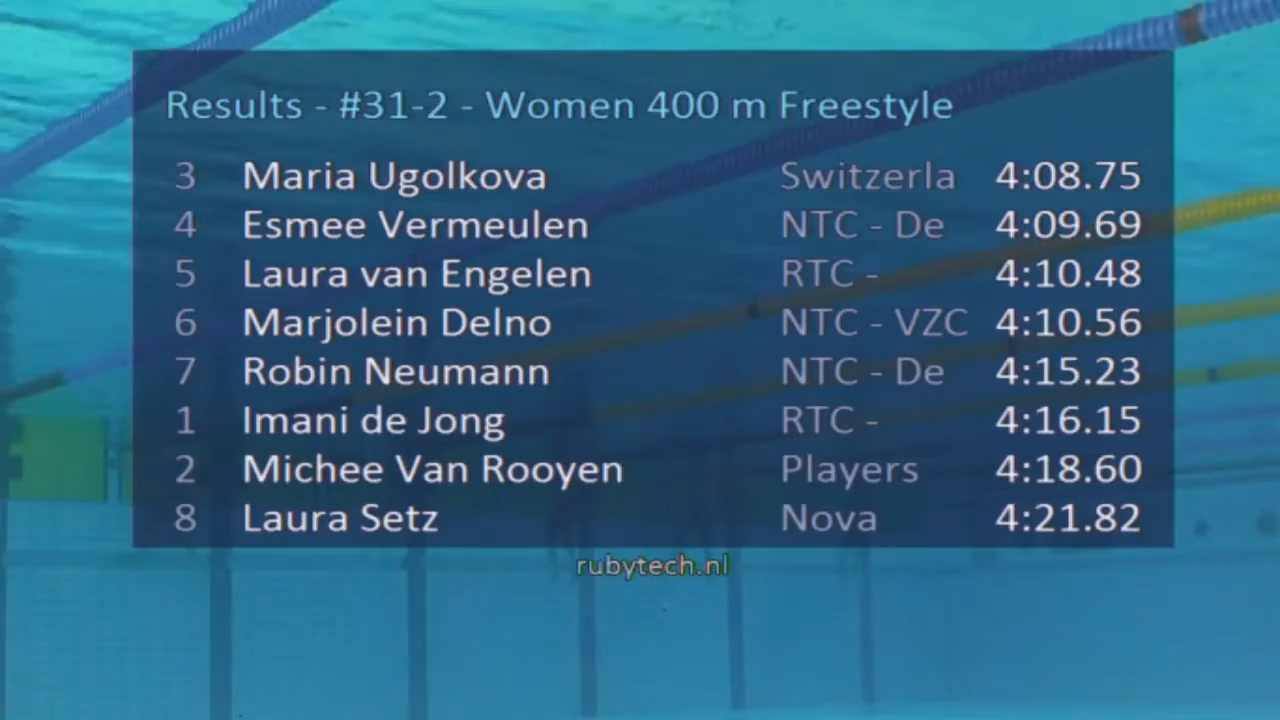 Results - #31-2 - Women 400 m Freestyle
3 Maria Ugolkova Switzerla 4:08.75
4 Esmee Vermeulen NTC - De 4:09.69
5 Laura van Engelen RTC - 4:10.48
6 Marjolein Delno NTC - VZC 4:10.56
7 Robin Neumann NTC - De 4:15.23
1 Imani de Jong RTC - 4:16.15
2 Michee Van Rooyen Players 4:18.60
8 Laura Setz Nova 4:21.82
rubytech.nl